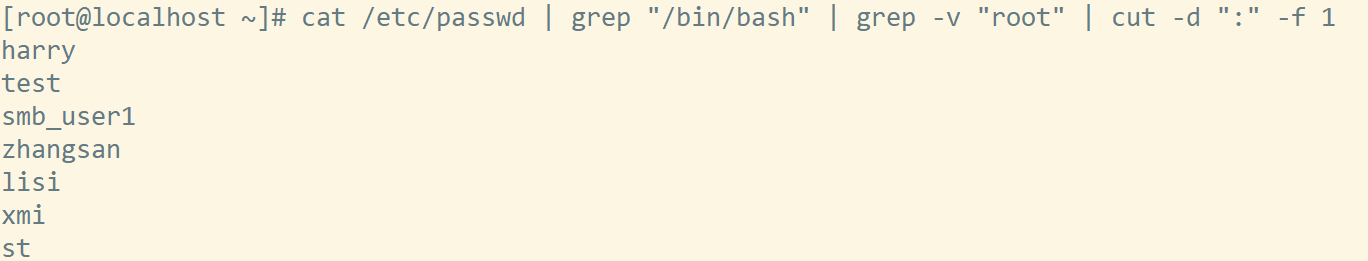 [root@localhost ~]# cat /etc/passwd | grep "/bin/bash" | grep -v "root" | cut -d ":" -f 1
harry
test
smb_user1
zhangsan
lisi
xmi
st